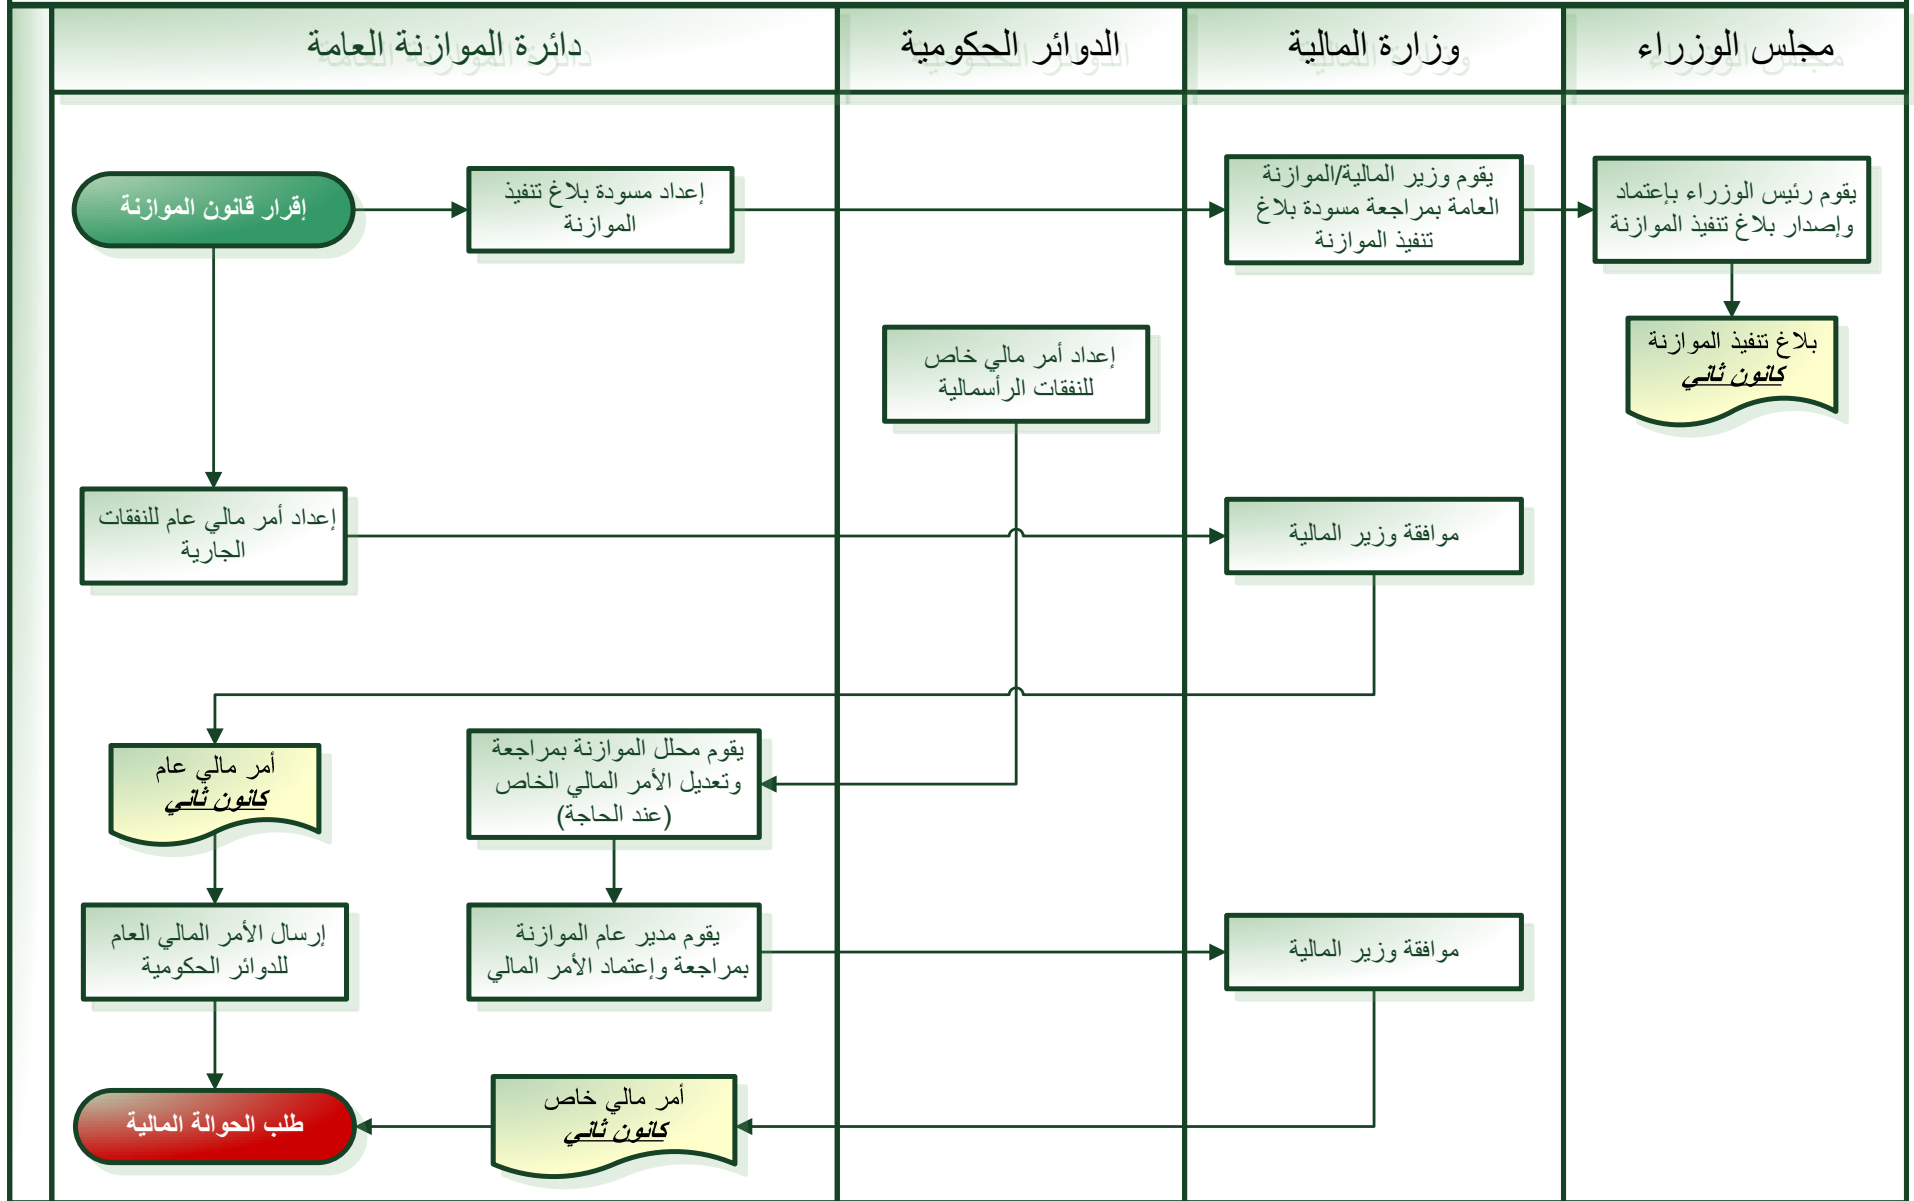 مجلس الوزراء
وزارة المالية
الدوائر الحكومية
دائرة الموازنة العامة
إقرار قانون الموازنة
إعداد مسودة بلاغ تنفيذ
الموازنة
يقوم وزير المالية/الموازنة
العامة بمراجعة مسودة بلاغ
تنفيذ الموازنة
يقوم رئيس الوزراء بإعتماد
وإصدار بلاغ تنفيذ الموازنة
بلاغ تنفيذ الموازنة
كانون ثاني
إعداد أمر مالي خاص
للنفقات الرأسمالية
إعداد أمر مالي عام للنفقات
الجارية
موافقة وزير المالية
أمر مالي عام
كانون ثاني
يقوم محلل الموازنة بمراجعة
وتعديل الأمر المالي الخاص
(عند الحاجة)
إرسال الأمر المالي العام
للدوائر الحكومية
يقوم مدير عام الموازنة
بمراجعة وإعتماد الأمر المالي
موافقة وزير المالية
أمر مالي خاص
كانون ثاني
طلب الحوالة المالية